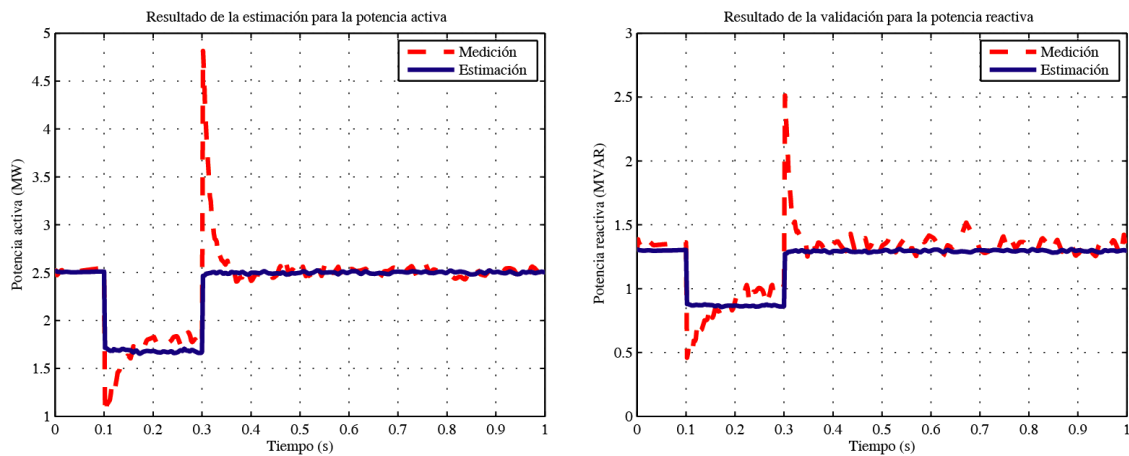 Resultado de la estimación para la potencia activa
5
4.5
4
3.5
3
2.5
2
1.5
1
Potencia activa (MW)
Medición
Estimación
0 0.1 0.2 0.3 0.4 0.5 0.6 0.7 0.8 0.9 1
Tiempo (s)
Resultado de la validación para la potencia reactiva
3
2.5
2
1.5
1
0.5
0
Potencia reactiva (MVAR)
Medición
Estimación
0 0.1 0.2 0.3 0.4 0.5 0.6 0.7 0.8 0.9 1
Tiempo (s)